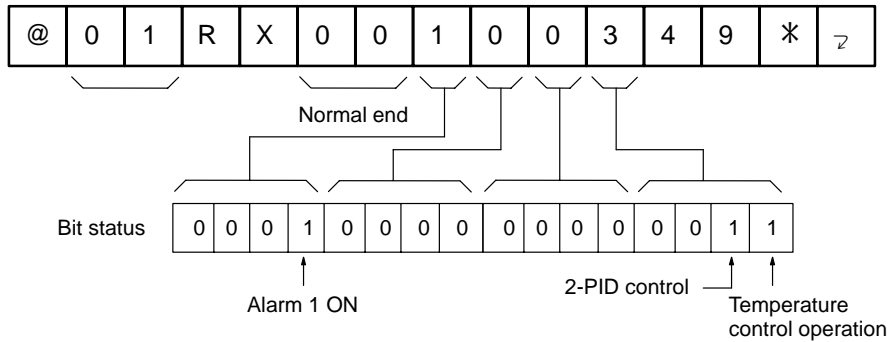 @ 0 1 R X 0 0 1 0 0 3 4 9 *
Normal end
Bit status 0 0 0 1 0 0 0 0 0 0 0 0 0 0 1 1
Alarm 1 ON
2-PID control
Temperature
control operation